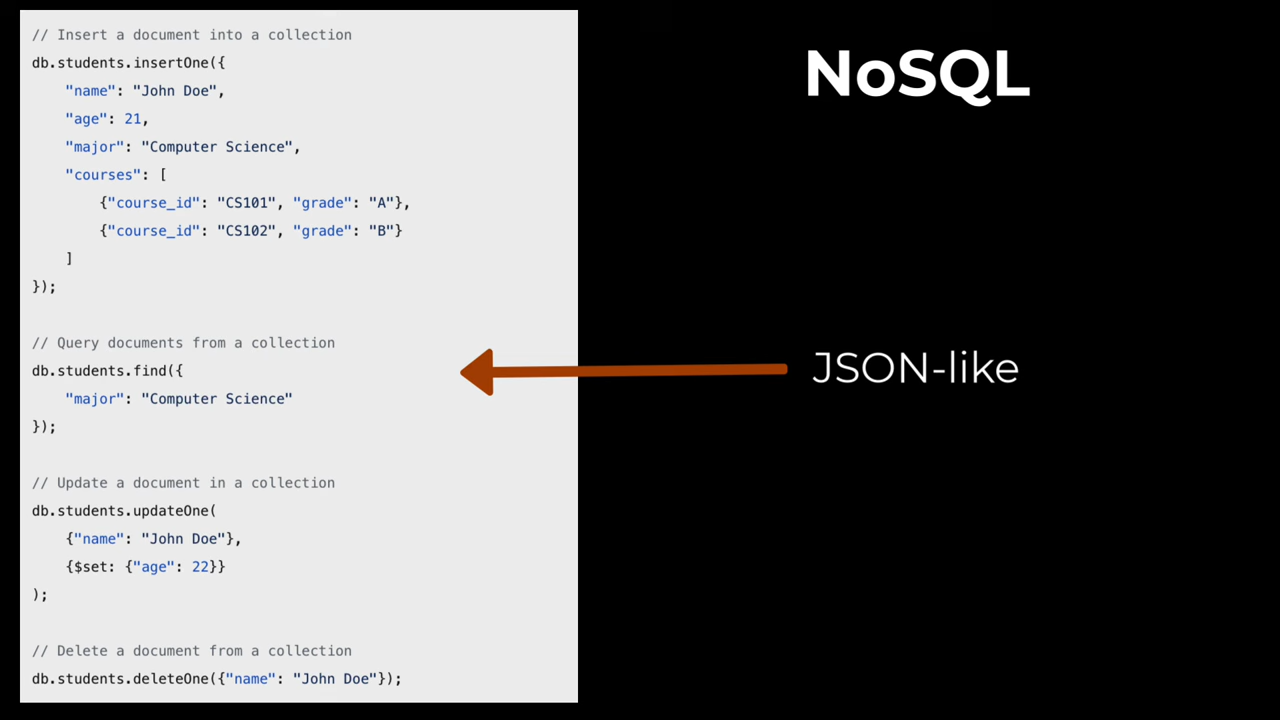 // Insert a document into a collection
db.students.insertOne({
    "name": "John Doe",
    "age": 21,
    "major": "Computer Science",
    "courses": [
        {"course_id": "CS101", "grade": "A"},
        {"course_id": "CS102", "grade": "B"}
    ]
});
// Query documents from a collection
db.students.find({
    "major": "Computer Science"
});
// Update a document in a collection
db.students.updateOne(
    {"name": "John Doe"},
    {$set: {"age": 22}}
);
// Delete a document from a collection
db.students.deleteOne({"name": "John Doe"});
NoSQL
JSON-like